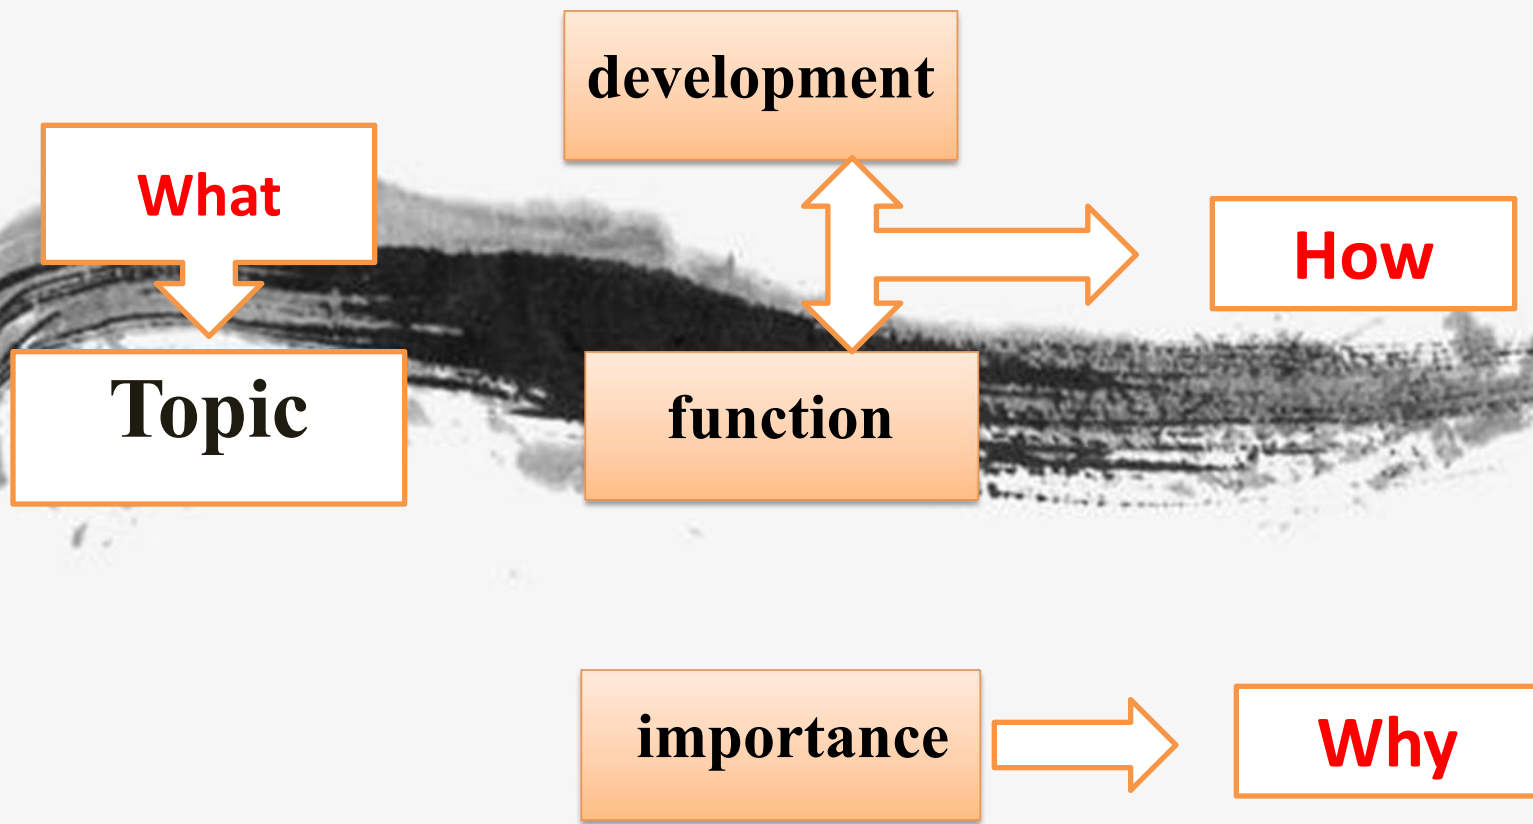 development
What
How
Topic
function
importance
Why